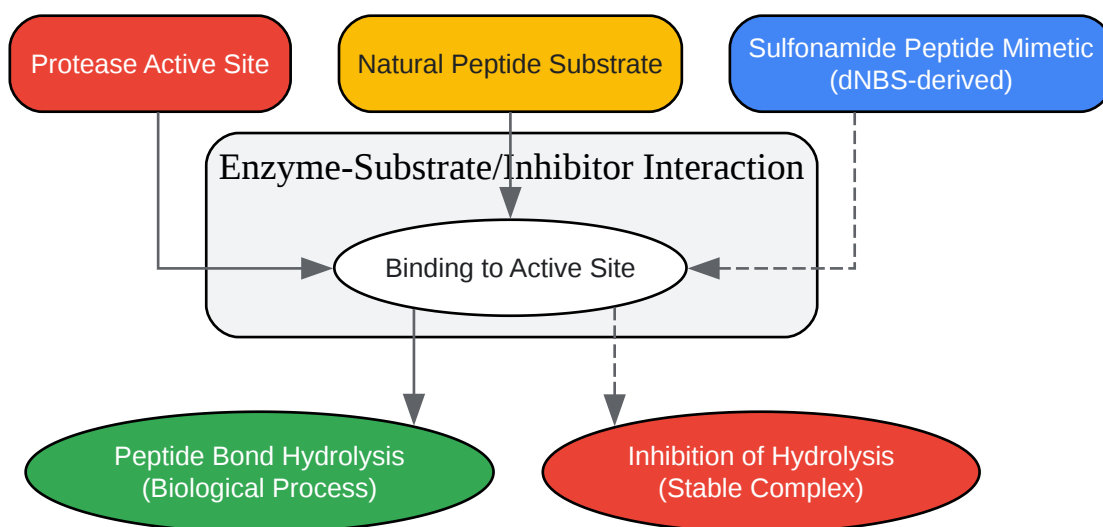 Protease Active Site
Natural Peptide Substrate
Sulfonamide Peptide Mimetic
(dNBS-derived)
Enzyme-Substrate/Inhibitor Interaction
Binding to Active Site
Peptide Bond Hydrolysis
(Biological Process)
Inhibition of Hydrolysis
(Stable Complex)